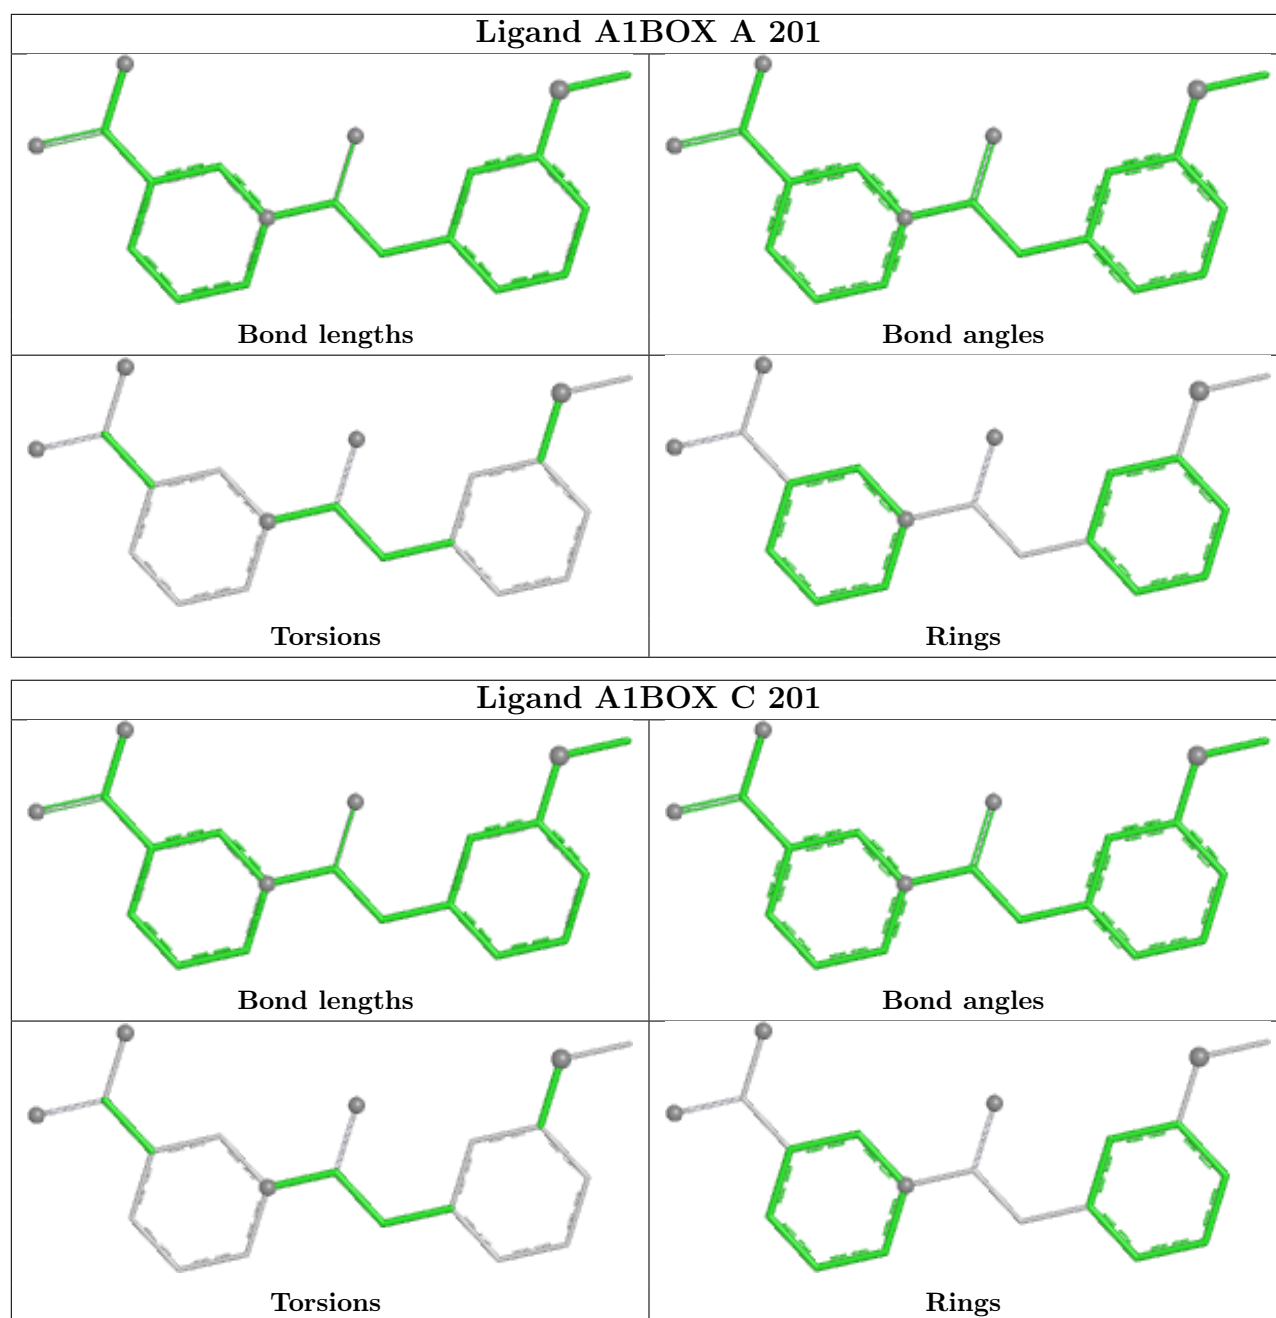 Ligand A1BOX A 201
Bond lengths
Bond angles
Torsions
Rings
Ligand A1BOX C 201
Bond lengths
Bond angles
Torsions
Rings